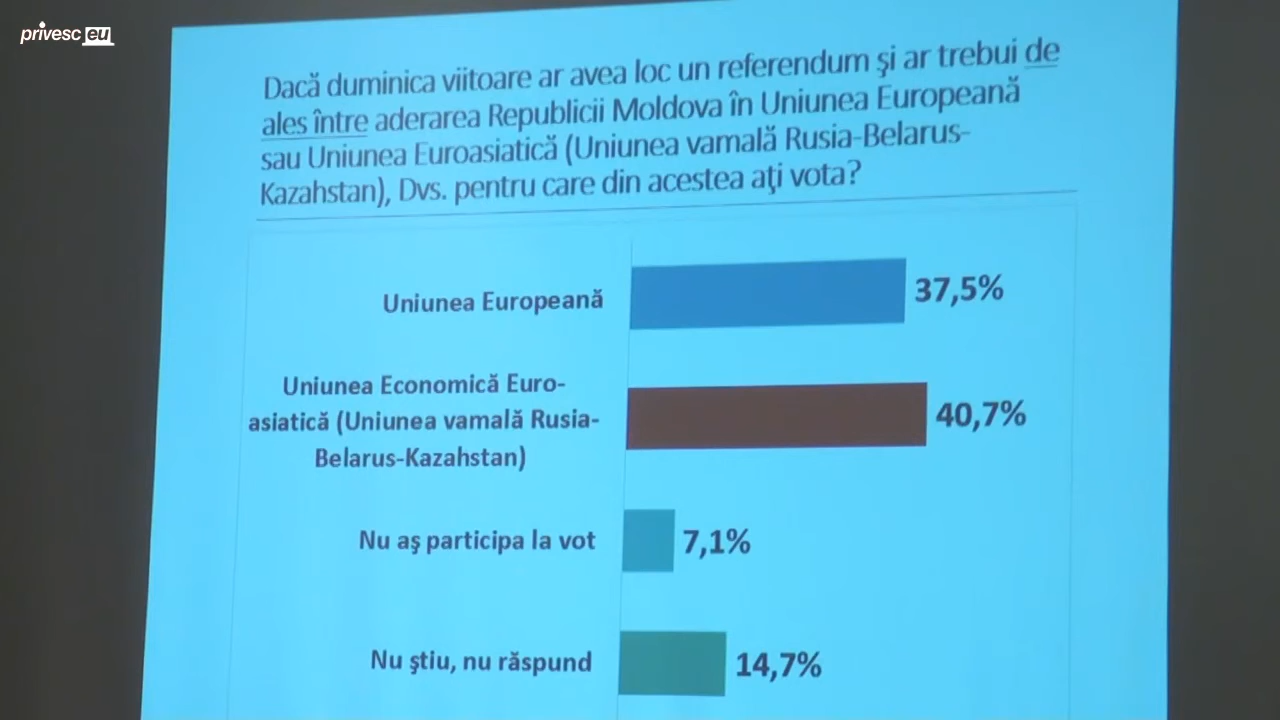 privesc eu
Dacă duminica viitoare ar avea loc un referendum şi ar trebui de
ales între aderarea Republicii Moldova în Uniunea Europeană
sau Uniunea Euroasiatică (Uniunea vamală Rusia-Belarus-
Kazahstan), Dvs. pentru care din acestea aţi vota?
Uniunea Europeană
37,5%
Uniunea Economică Euro-
asiatică (Uniunea vamală Rusia-
Belarus-Kazahstan)
40,7%
Nu aş participa la vot
7,1%
Nu ştiu, nu răspund
14,7%